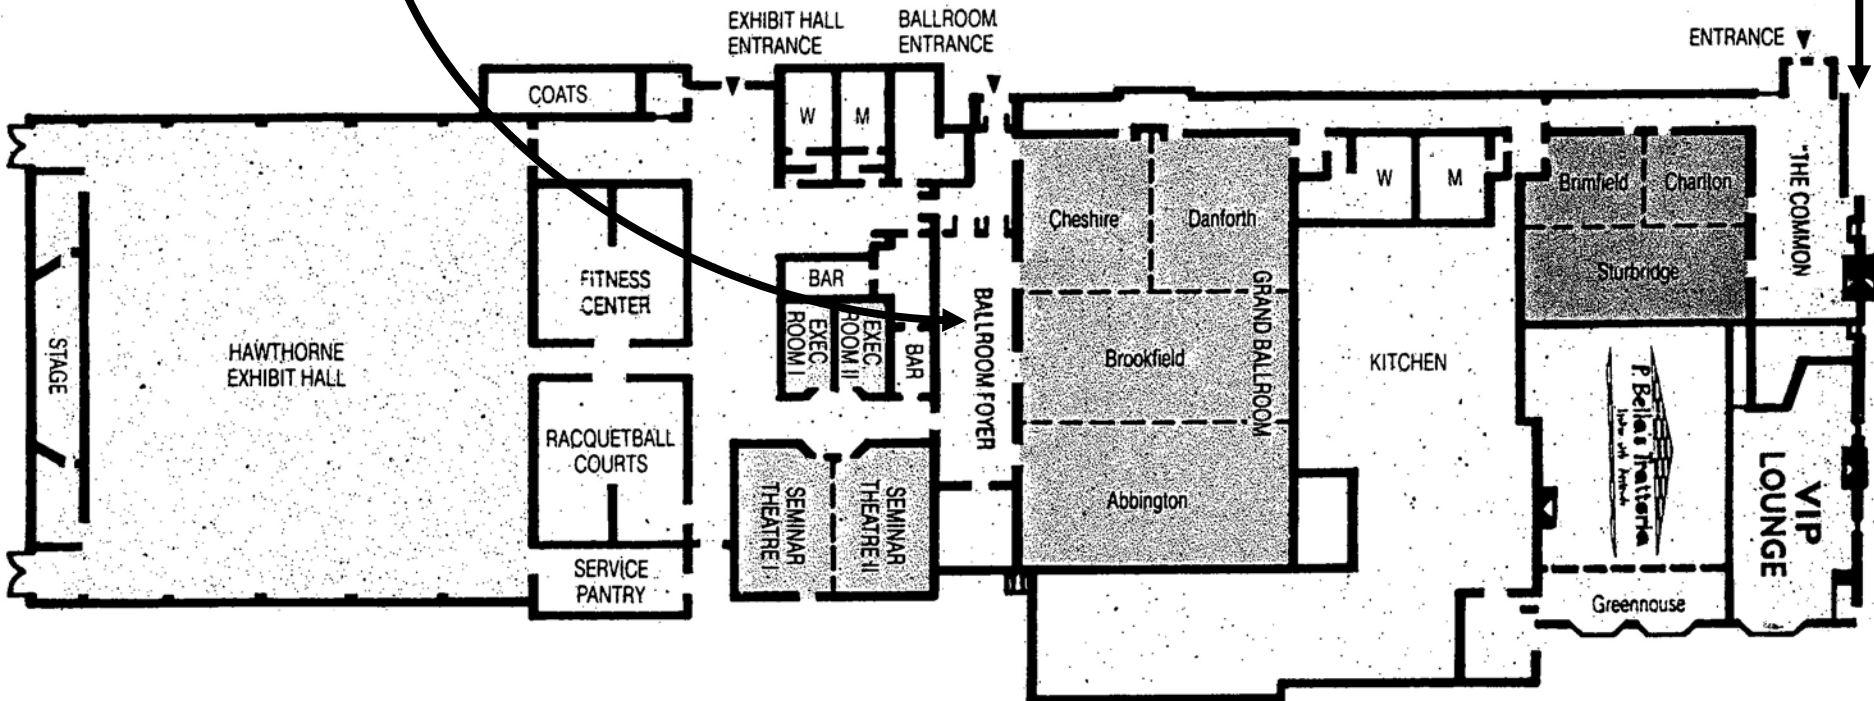 EXHIBIT HALL
ENTRANCE
BALLROOM
ENTRANCE
ENTRANCE
COATS
W
M
W
M
Brimfield
Charlton
"THE COMMON
Cheshire
Danforth
Sturbridge
FITNESS
CENTER
BAR
STAGE
HAWTHORNE
EXHIBIT HALL
EXEC
ROOM I
EXEC
ROOM II
BAR
BALLROOM FOYER
GRAND BALLROOM
Brookfield
KITCHEN
P Bellas Trattoria
RACQUETBALL
COURTS
SEMINAR
THEATRE I
SEMINAR
THEATRE II
Abbington
VIP
LOUNGE
SERVICE
PANTRY
Greennouse